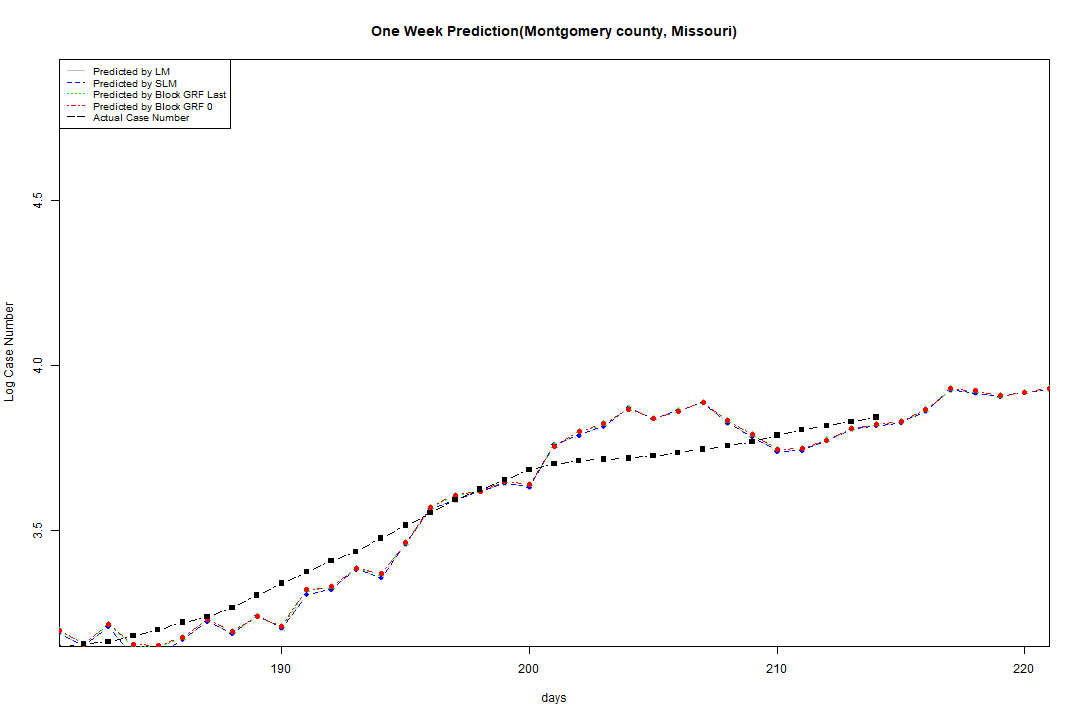 One Week Prediction(Montgomery county, Missouri)
Predicted by LM
Predicted by SLM
Predicted by Block GRF Last
Predicted by Block GRF 0
Actual Case Number
4.5
4.0
3.5
Log Case Number
190 200 210 220
days